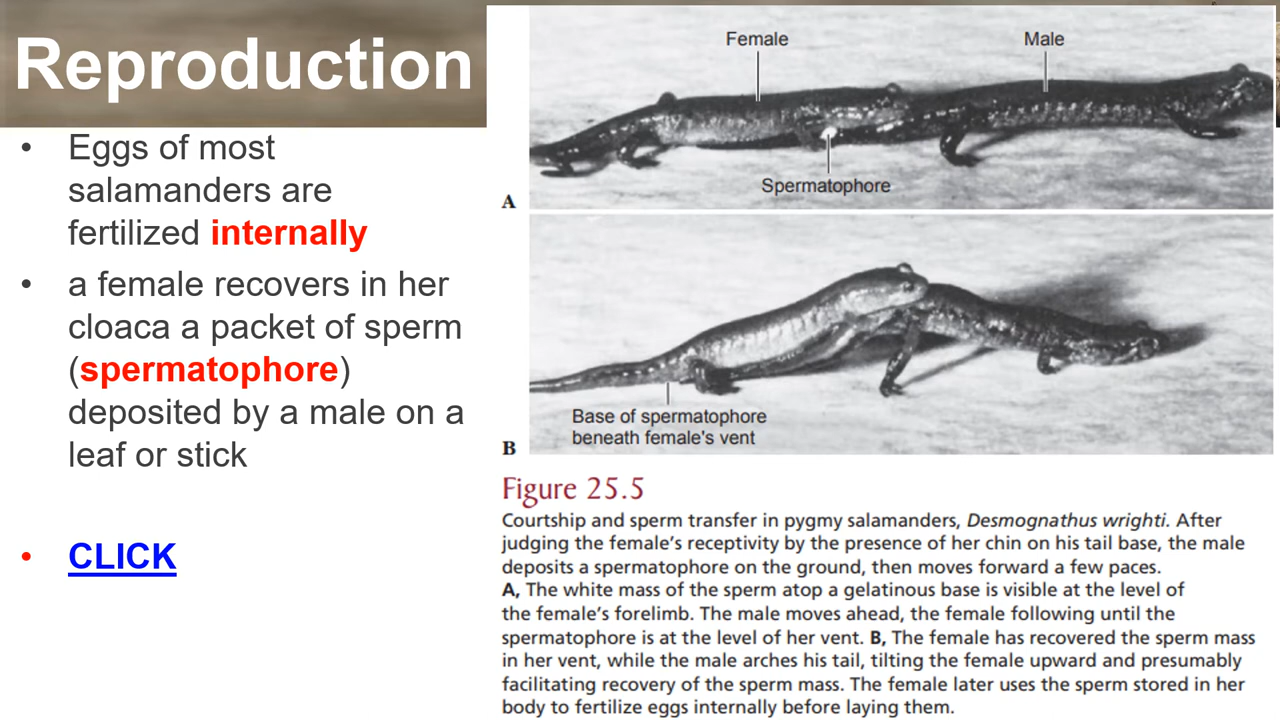 Reproduction
• Eggs of most
salamanders are
fertilized internally
• a female recovers in her
cloaca a packet of sperm
(spermatophore)
deposited by a male on a
leaf or stick
• CLICK
Female
Male
Spermatophore
A
Base of spermatophore
beneath female's vent
B
Figure 25.5
Courtship and sperm transfer in pygmy salamanders, Desmognathus wrighti. After
judging the female's receptivity by the presence of her chin on his tail base, the male
deposits a spermatophore on the ground, then moves forward a few paces.
A, The white mass of the sperm atop a gelatinous base is visible at the level of
the female's forelimb. The male moves ahead, the female following until the
spermatophore is at the level of her vent. B, The female has recovered the sperm mass
in her vent, while the male arches his tail, tilting the female upward and presumably
facilitating recovery of the sperm mass. The female later uses the sperm stored in her
body to fertilize eggs internally before laying them.